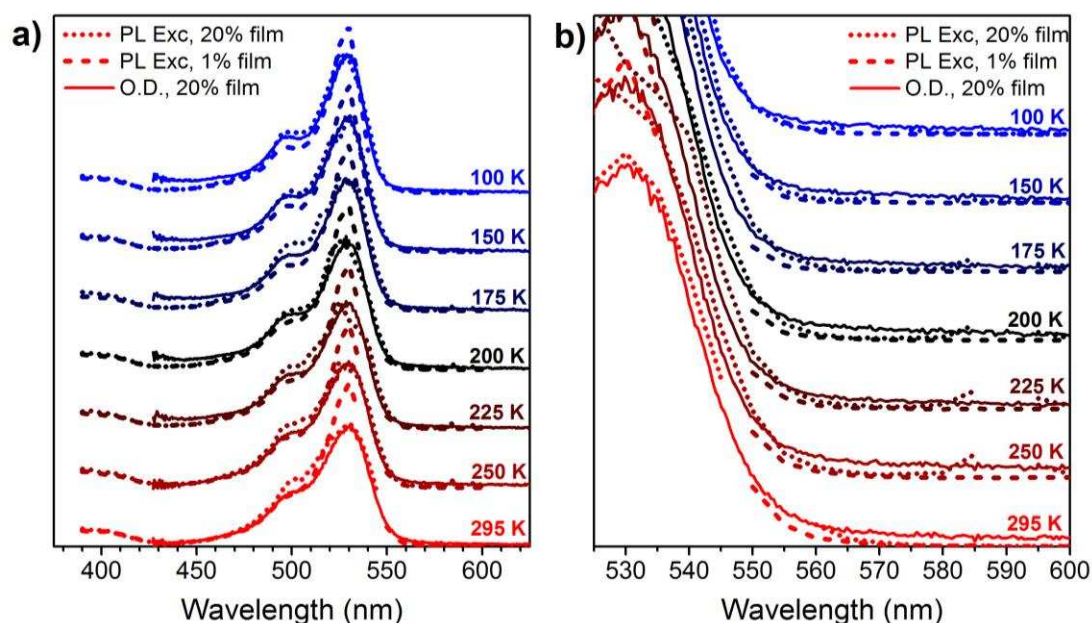 a)
PL Exc, 20% film
PL Exc, 1% film
O.D., 20% film
100 K
150 K
175 K
200 K
225 K
250 K
295 K
400 450 500 550 600
Wavelength (nm)
b)
PL Exc, 20% film
PL Exc, 1% film
O.D., 20% film
100 K
150 K
175 K
200 K
225 K
250 K
295 K
530 540 550 560 570 580 590 600
Wavelength (nm)